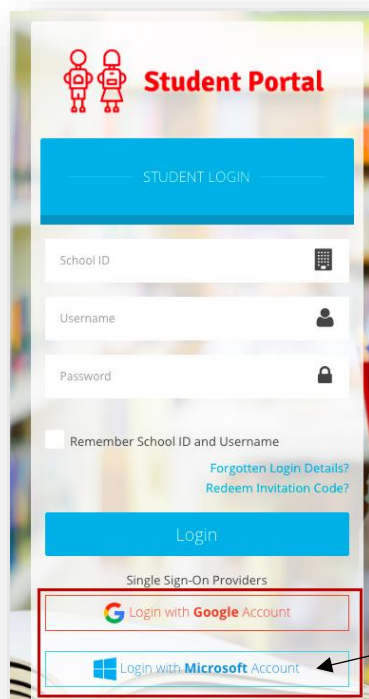 Student Portal
STUDENT LOGIN
School ID
Username
Password
Remember School ID and Username
Forgotten Login Details?
Redeem Invitation Code?
Login
Single Sign-On Providers
Login with Google Account
Login with Microsoft Account